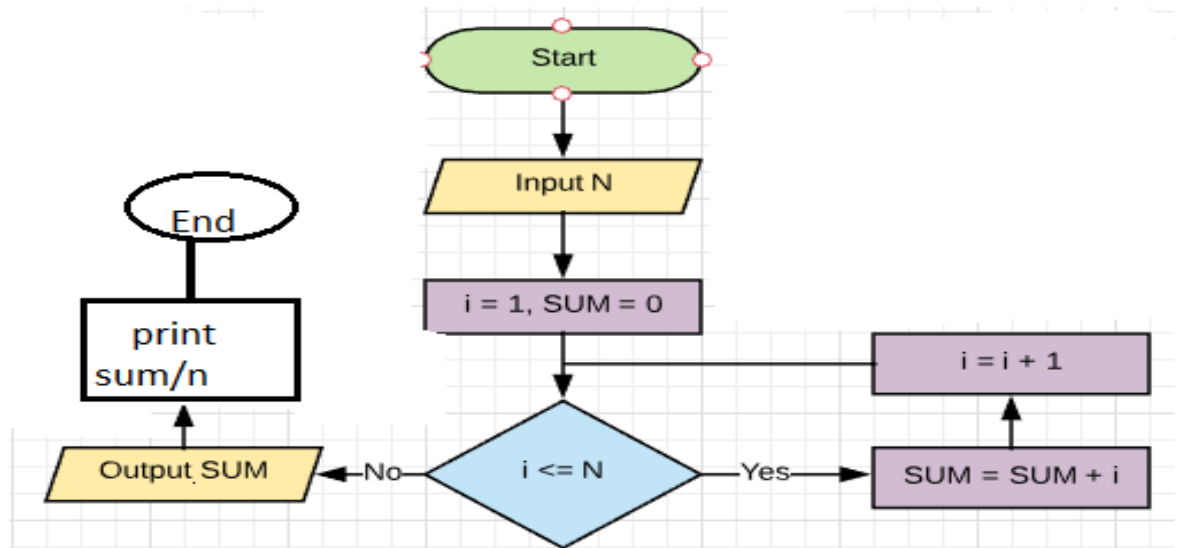 Start
Input N
i = 1, SUM = 0
i <= N
Yes
SUM = SUM + i
i = i + 1
No
Output SUM
print
sum/n
End